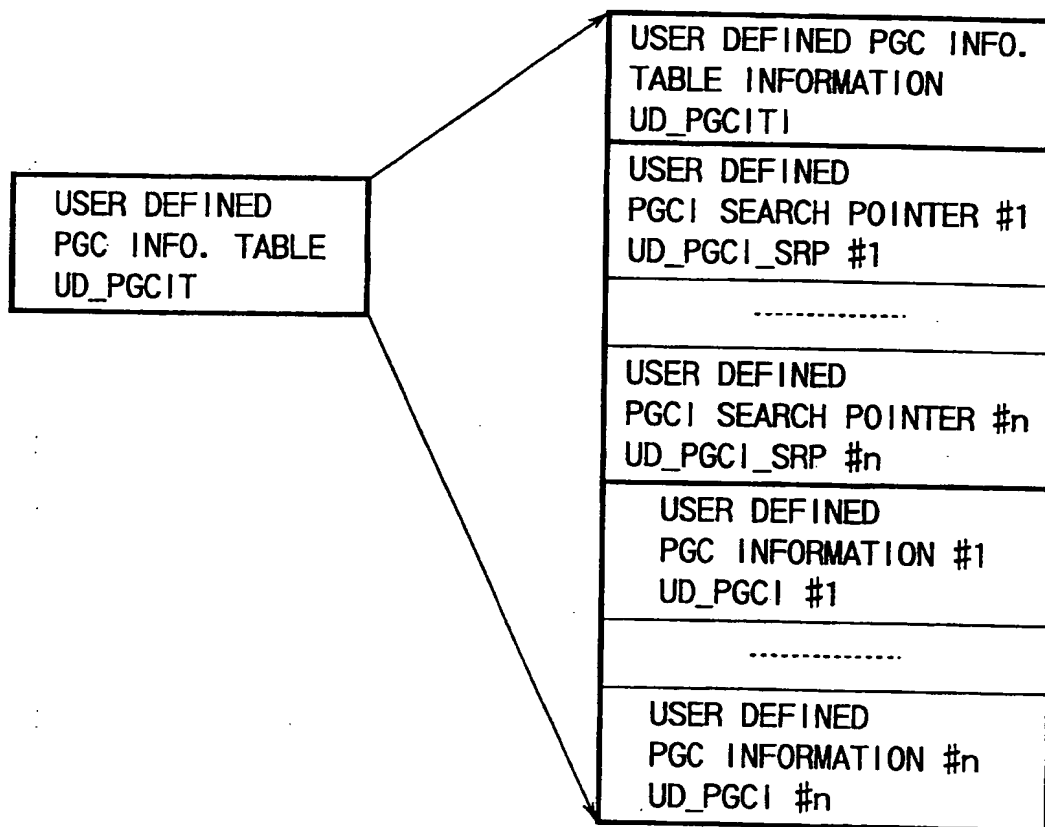 USER DEFINED
PGC INFO. TABLE
UD_PGCIT
USER DEFINED PGC INFO.
TABLE INFORMATION
UD_PGCITI
USER DEFINED
PGCI SEARCH POINTER #1
UD_PGCI_SRP #1
---------------
USER DEFINED
PGCI SEARCH POINTER #n
UD_PGCI_SRP #n
USER DEFINED
PGC INFORMATION #1
UD_PGCI #1
---------------
USER DEFINED
PGC INFORMATION #n
UD_PGCI #n